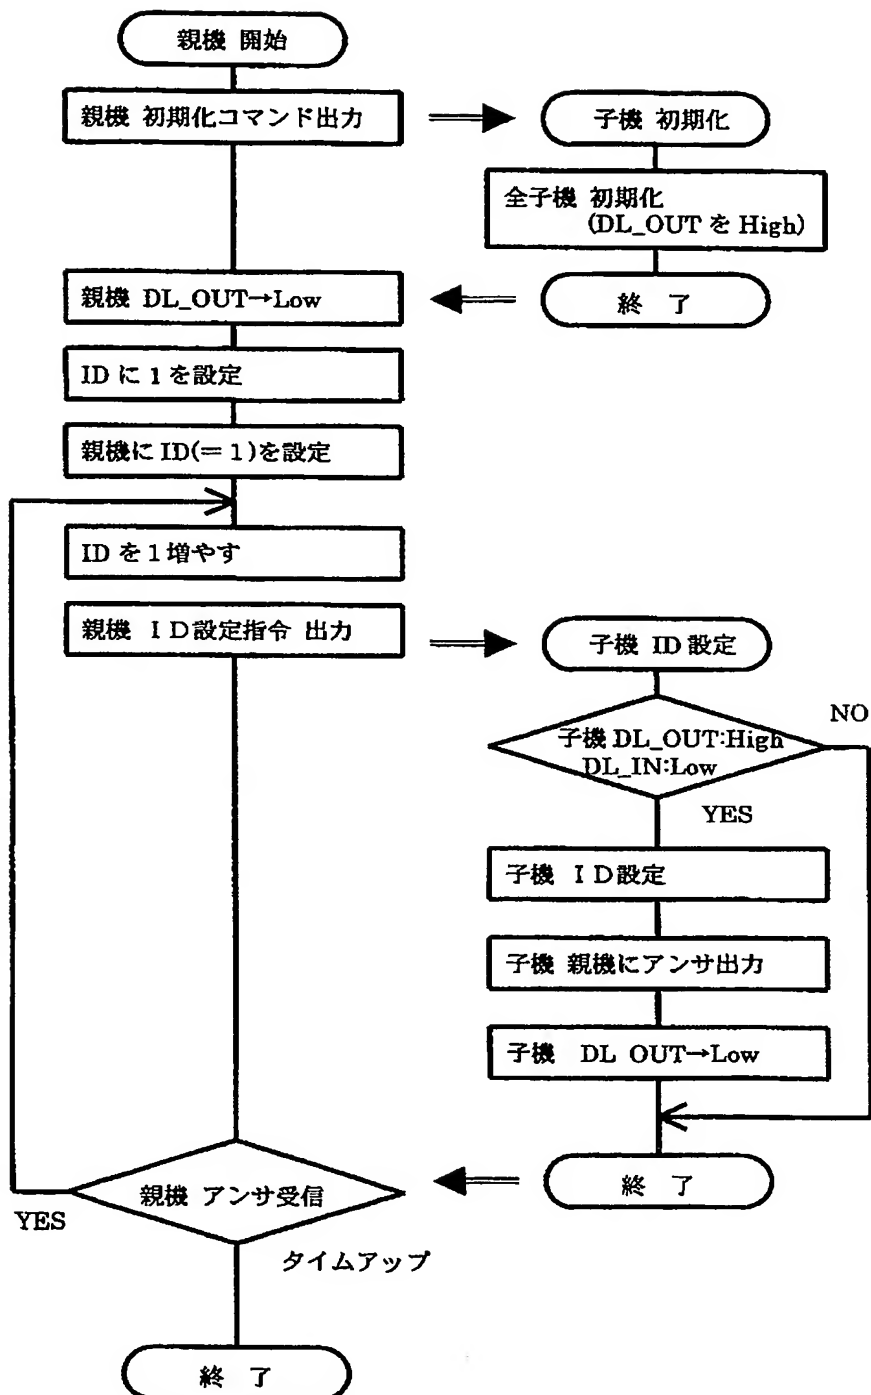 親機 開始
親機 初期化コマンド出力
子機 初期化
全子機 初期化
(DL_OUT を High)
親機 DL_OUT→Low
終 了
ID に 1 を設定
親機に ID(= 1)を設定
ID を 1 増やす
親機 ID設定指令 出力
子機 ID 設定
NO
子機 DL_OUT:High
DL_IN:Low
YES
子機 ID設定
子機 親機にアンサ出力
子機 DL OUT→Low
親機 アンサ受信
終 了
YES
タイムアップ
終 了